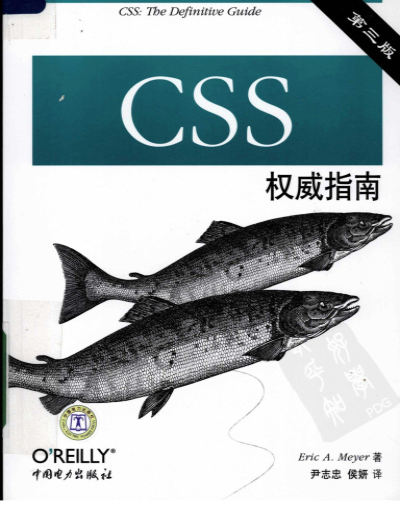 CSS: The Definitive Guide
第三版
CSS
权威指南
PDG
O'REILLY®
中国电力出版社
Eric A. Meyer 著
尹志忠 侯妍 译